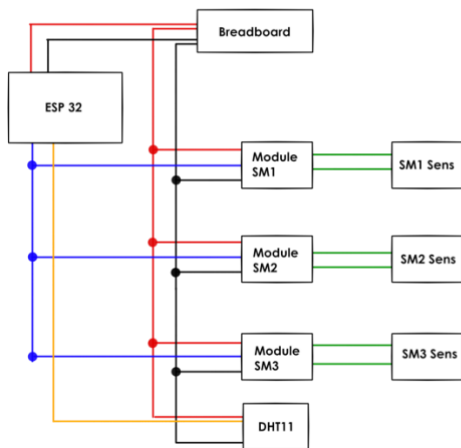 Breadboard
ESP 32
Module
SM1
SM1 Sens
Module
SM2
SM2 Sens
Module
SM3
SM3 Sens
DHT11